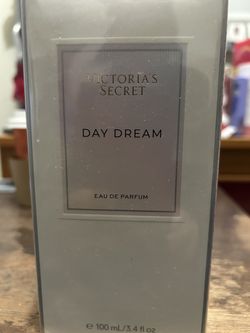 VICTORIA'S
SECRET
DAY DREAM
EAU DE PARFUM
℮ 100 mL/3.4 fl oz